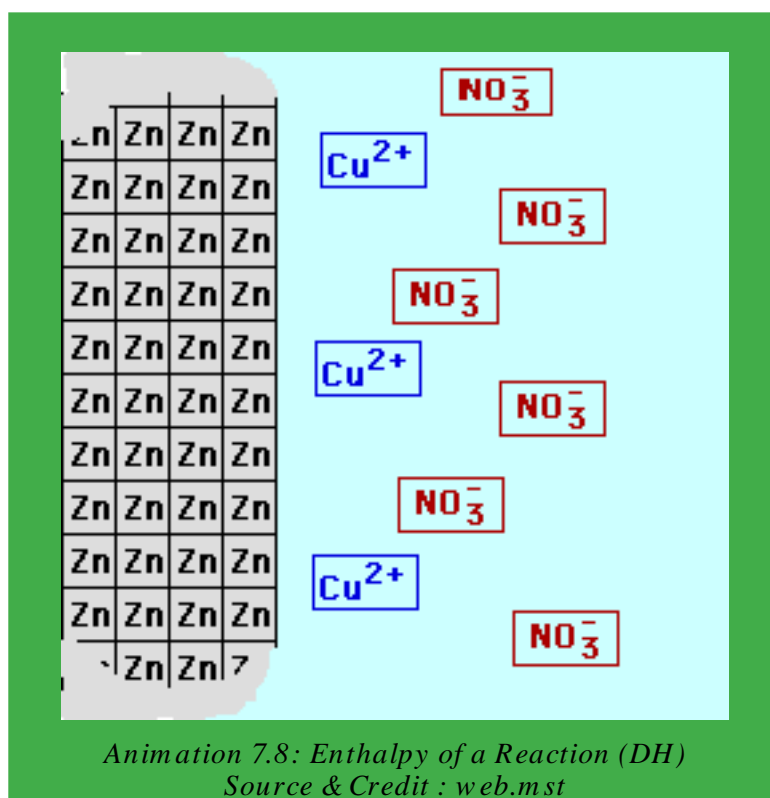 NO₃⁻
Zn Zn Zn
Cu²⁺
Zn Zn Zn Zn
NO₃⁻
Zn Zn Zn Zn
Zn Zn Zn Zn
NO₃⁻
Zn Zn Zn Zn
Cu²⁺
Zn Zn Zn Zn
NO₃⁻
Zn Zn Zn Zn
Zn Zn Zn Zn
NO₃⁻
Zn Zn Zn Zn
Cu²⁺
Zn Zn Zn Zn
NO₃⁻
Zn Zn
Animation 7.8: Enthalpy of a Reaction (DH)
Source & Credit : web.mst